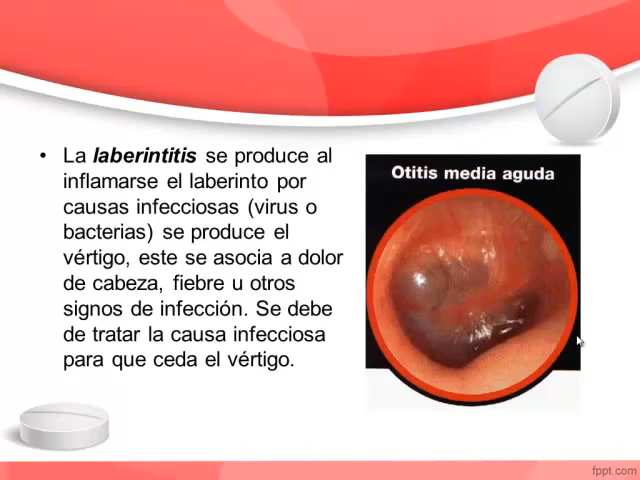 • La laberintitis se produce al
inflamarse el laberinto por
causas infecciosas (virus o
bacterias) se produce el
vértigo, este se asocia a dolor
de cabeza, fiebre u otros
signos de infección. Se debe
de tratar la causa infecciosa
para que ceda el vértigo.
Otitis media aguda
fppt.com